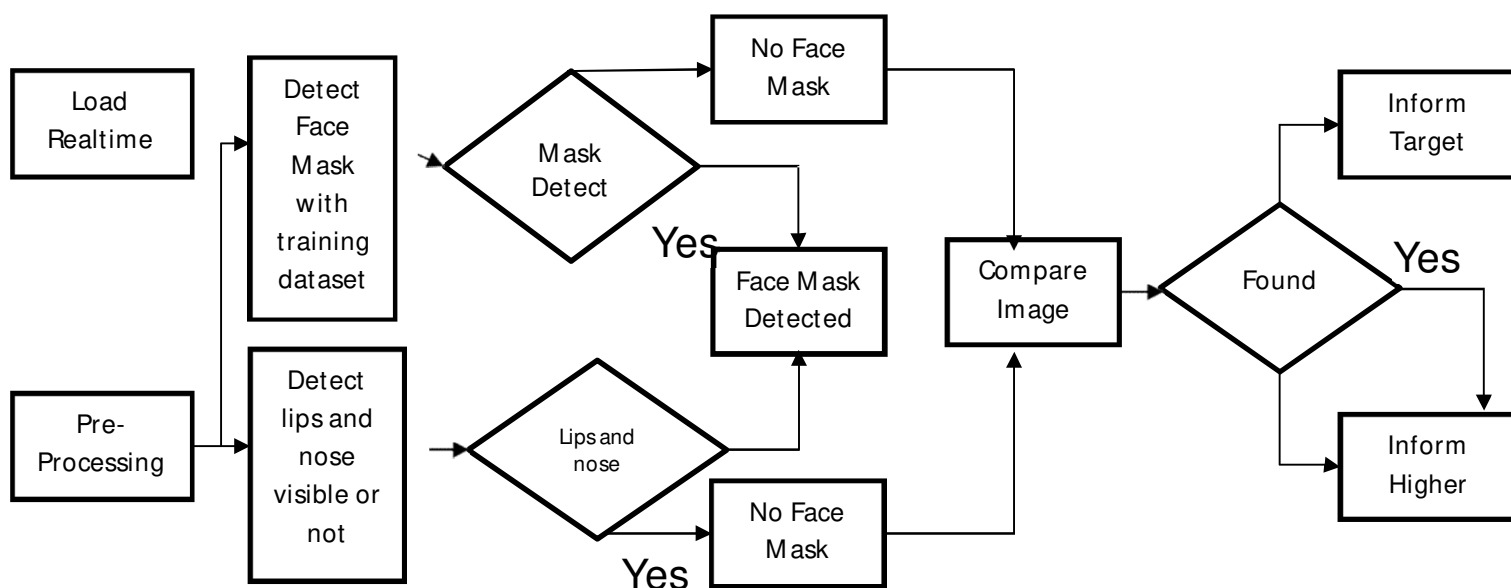 Load
Realtime
Pre-
Processing
Detect
Face
Mask
with
training
dataset
Detect
lips and
nose
visible or
not
Mask
Detect
Yes
Lips and
nose
Yes
No Face
Mask
Face Mask
Detected
No Face
Mask
Compare
Image
Found
Yes
Inform
Target
Inform
Higher